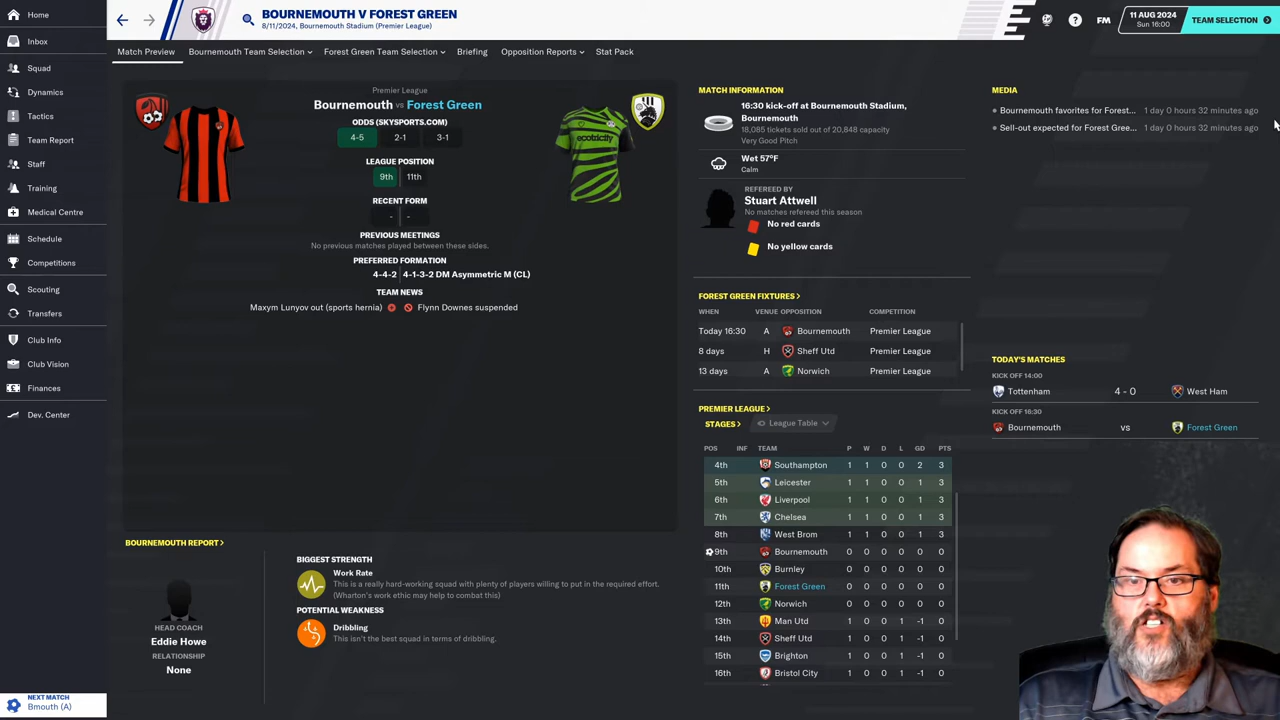 Home
Inbox
Squad
Dynamics
Tactics
Team Report
Staff
Training
Medical Centre
Schedule
Competitions
Scouting
Transfers
Club Info
Club Vision
Finances
Dev. Center
NEXT MATCH
Bmouth (A)
BOURNEMOUTH V FOREST GREEN
8/11/2024, Bournemouth Stadium (Premier League)
?
FM
11 AUG 2024
Sun 16:00
TEAM SELECTION
Match Preview
Bournemouth Team Selection
Forest Green Team Selection
Briefing
Opposition Reports
Stat Pack
Premier League
Bournemouth vs Forest Green
ecotricity
ODDS (SKYSPORTS.COM)
4-5 2-1 3-1
LEAGUE POSITION
9th 11th
RECENT FORM
- -
PREVIOUS MEETINGS
No previous matches played between these sides.
PREFERRED FORMATION
4-4-2 4-1-3-2 DM Asymmetric M (CL)
TEAM NEWS
Maxym Lunyov out (sports hernia) Flynn Downes suspended
BOURNEMOUTH REPORT >
HEAD COACH
Eddie Howe
RELATIONSHIP
None
BIGGEST STRENGTH
Work Rate
This is a really hard-working squad with plenty of players willing to put in the required effort.
(Wharton's work ethic may help to combat this)
POTENTIAL WEAKNESS
Dribbling
This isn't the best squad in terms of dribbling.
MATCH INFORMATION
16:30 kick-off at Bournemouth Stadium,
Bournemouth
18,085 tickets sold out of 20,848 capacity
Very Good Pitch
Wet 57°F
Calm
REFEREED BY
Stuart Attwell
No matches refereed this season
No red cards
No yellow cards
FOREST GREEN FIXTURES >
WHEN VENUE OPPOSITION COMPETITION
Today 16:30 A Bournemouth Premier League
8 days H Sheff Utd Premier League
13 days A Norwich Premier League
PREMIER LEAGUE >
STAGES > League Table
POS INF TEAM P W D L GD PTS
4th Southampton 1 1 0 0 2 3
5th Leicester 1 1 0 0 1 3
6th Liverpool 1 1 0 0 1 3
7th Chelsea 1 1 0 0 1 3
8th West Brom 1 1 0 0 1 3
9th Bournemouth 0 0 0 0 0 0
10th Burnley 0 0 0 0 0 0
11th Forest Green 0 0 0 0 0 0
12th Norwich 0 0 0 0 0 0
13th Man Utd 1 0 0 1 -1 0
14th Sheff Utd 1 0 0 1 -1 0
15th Brighton 1 0 0 1 -1 0
16th Bristol City 1 0 0 1 -1 0
MEDIA
Bournemouth favorites for Forest... 1 day 0 hours 32 minutes ago
Sell-out expected for Forest Gree... 1 day 0 hours 32 minutes ago
TODAY'S MATCHES
KICK OFF 14:00
Tottenham 4 - 0 West Ham
KICK OFF 16:30
Bournemouth vs Forest Green